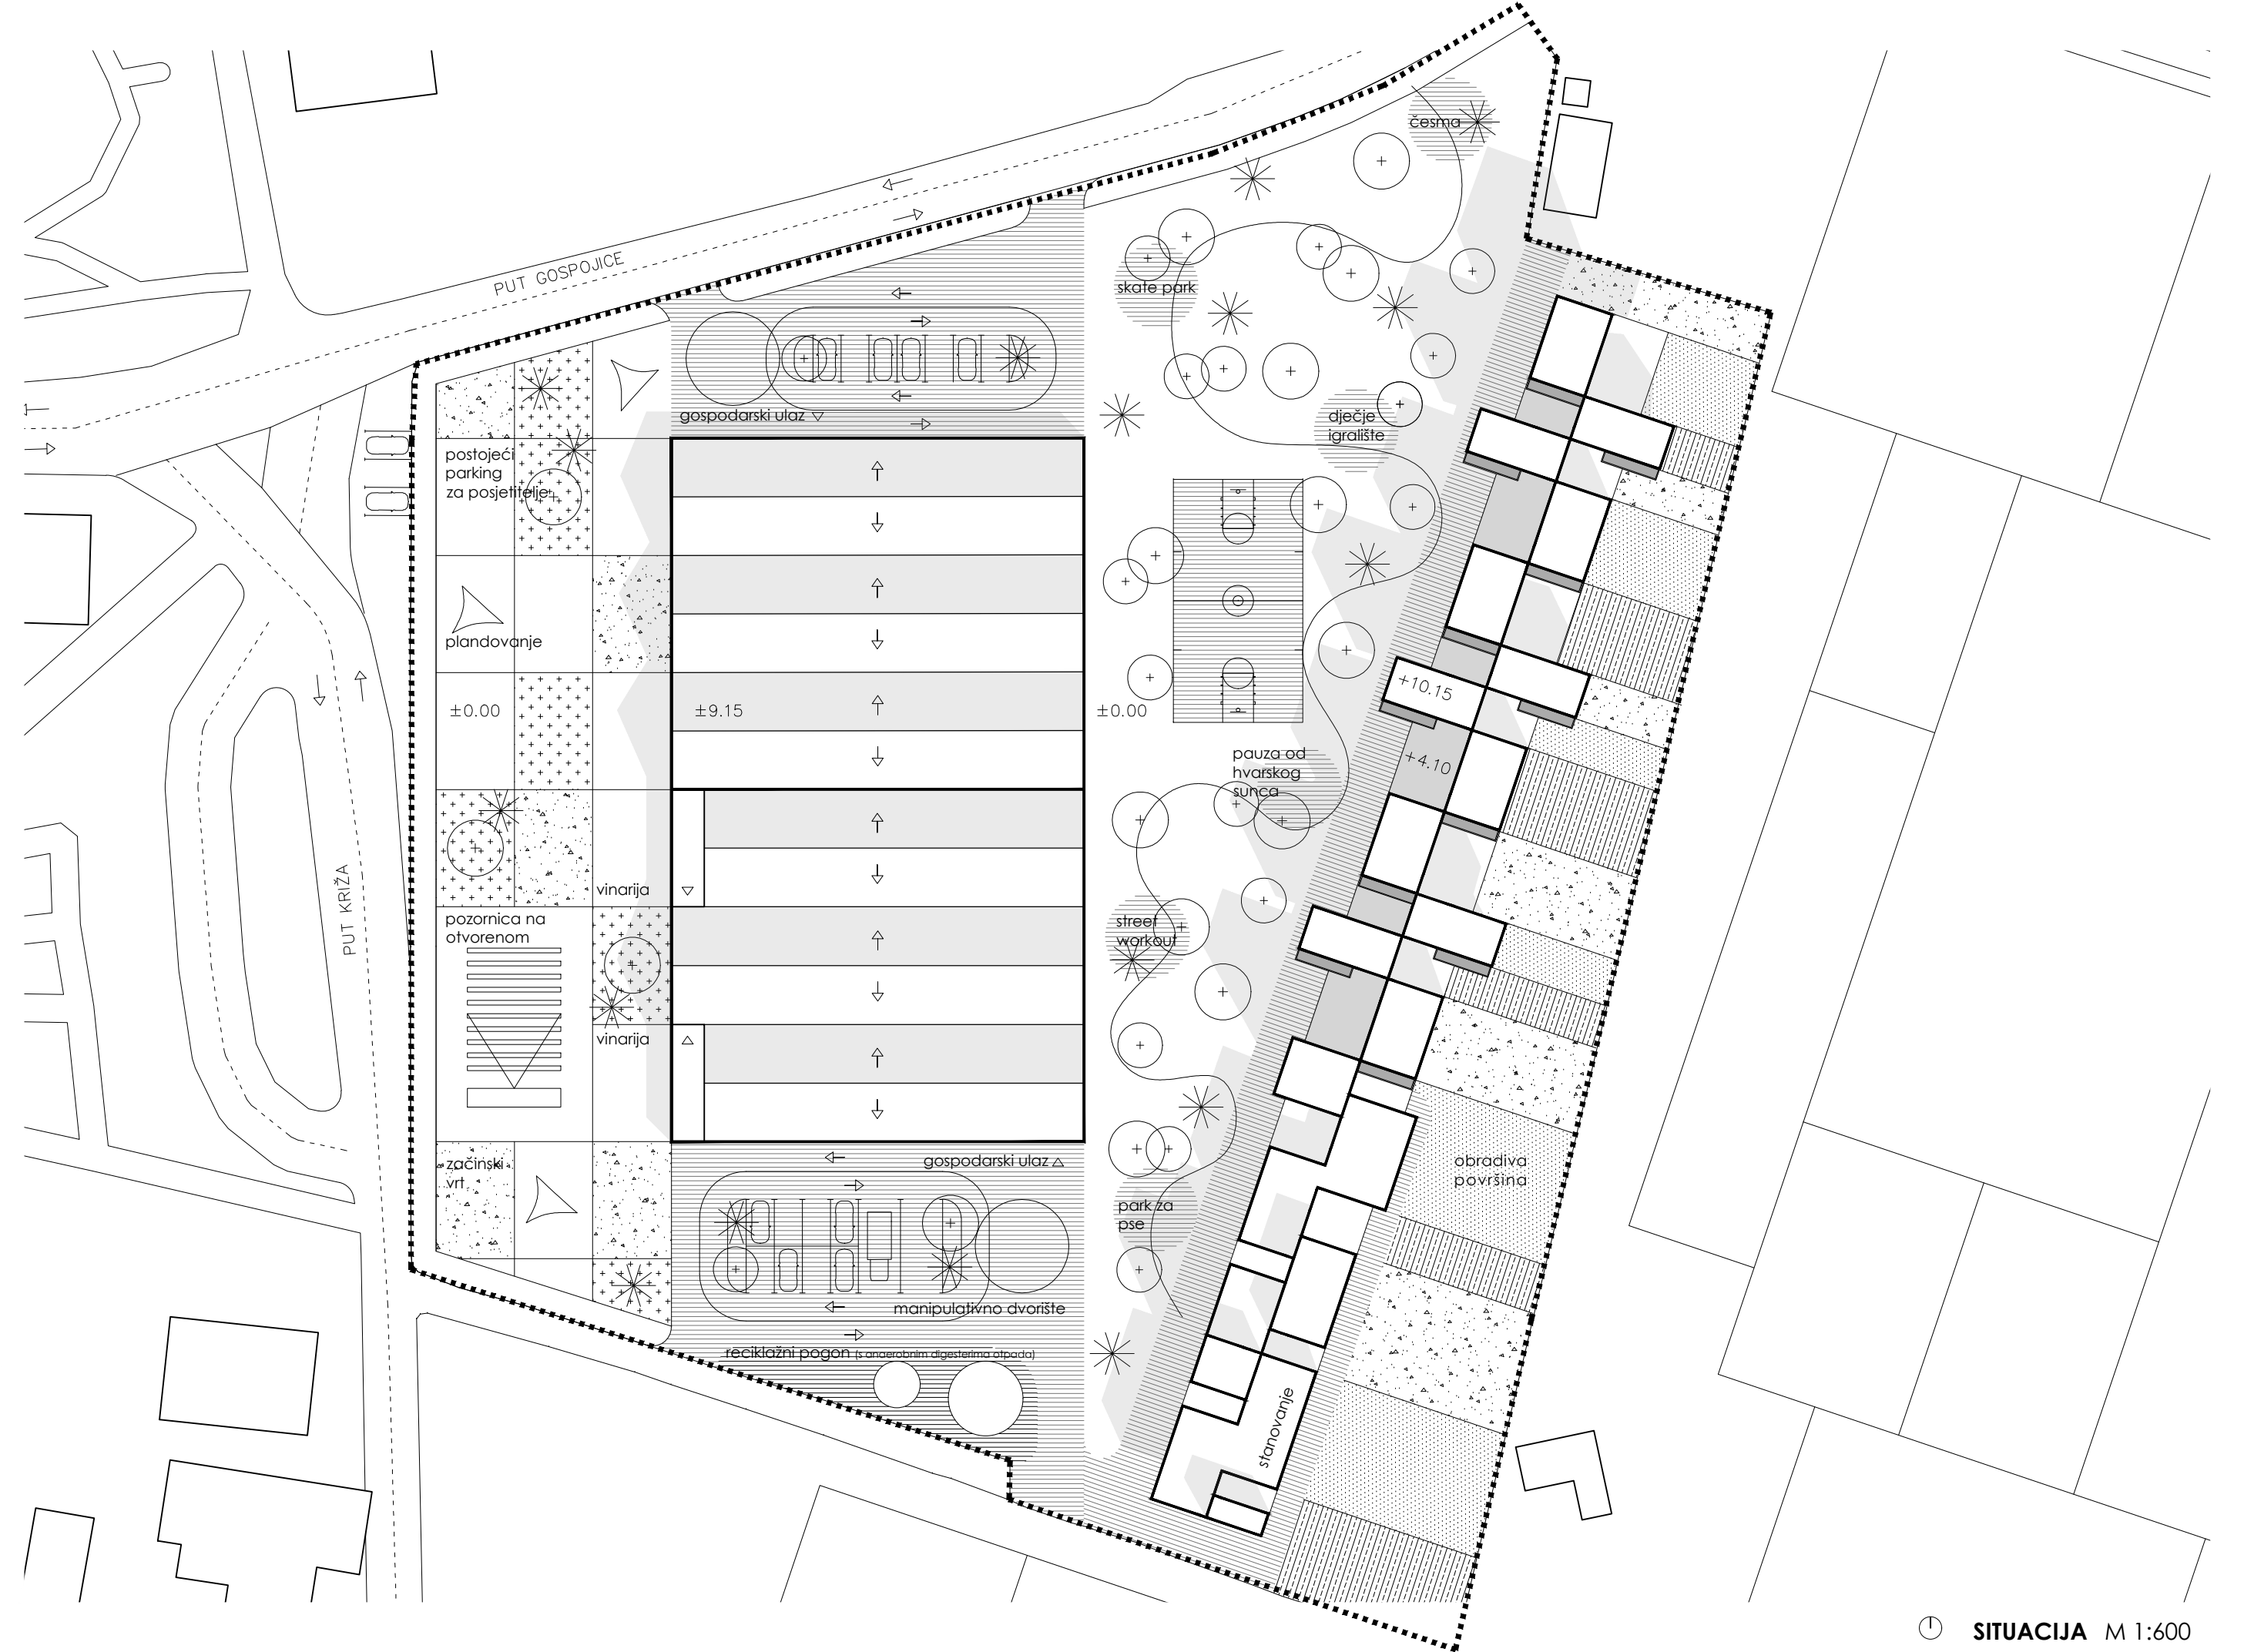 česma
PUT GOSPOJICE
skate park
gospodarski ulaz
dječje
igralište
postojeći
parking
za posjetitelje
plandovanje
±0.00
±9.15
±0.00
+10.15
+4.10
pauza od
hvarskog
sunca
PUT KRIŽA
vinarija
pozornica na
otvorenom
street
workout
vinarija
začinski
vrt
gospodarski ulaz
obradiva
površina
park za
pse
manipulativno dvorište
reciklažni pogon (s anaerobnim digesterima otpada)
stanovanje
SITUACIJA M 1:600